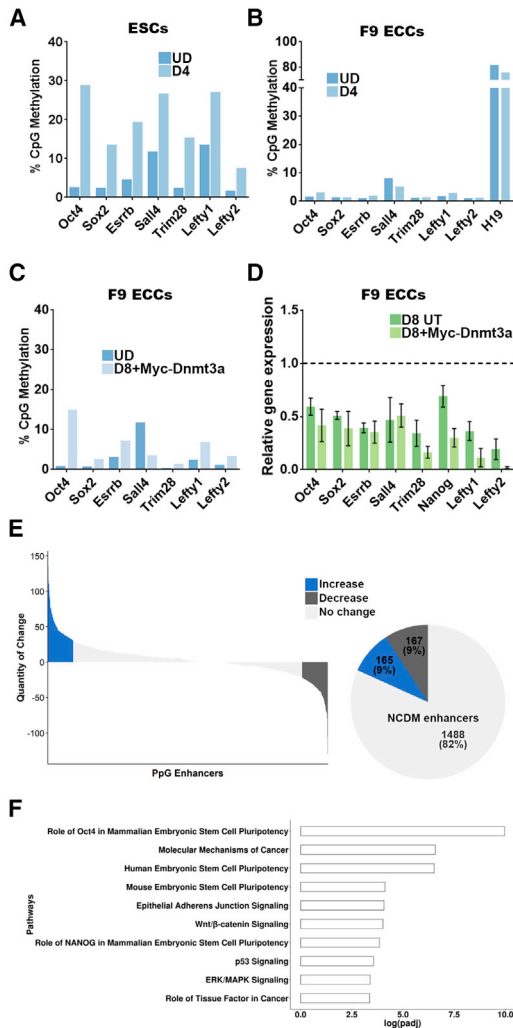 A
ESCs
UD
D4
% CpG Methylation
40
30
20
10
0
Oct4
Sox2
Esrrb
Sall4
Trim28
Lefty1
Lefty2
B
F9 ECCs
UD
D4
% CpG Methylation
100
80
60
40
30
20
10
0
Oct4
Sox2
Esrrb
Sall4
Trim28
Lefty1
Lefty2
H19
C
F9 ECCs
UD
D8+Myc-Dnmt3a
% CpG Methylation
40
30
20
10
0
Oct4
Sox2
Esrrb
Sall4
Trim28
Lefty1
Lefty2
D
F9 ECCs
D8 UT
D8+Myc-Dnmt3a
Relative gene expression
1.5
1.0
0.5
0.0
Oct4
Sox2
Esrrb
Sall4
Trim28
Nanog
Lefty1
Lefty2
E
Quantity of Change
150
100
50
0
-50
-100
PpG Enhancers
Increase
Decrease
No change
167
(9%)
165
(9%)
NCDM enhancers
1488
(82%)
F
Pathways
Role of Oct4 in Mammalian Embryonic Stem Cell Pluripotency
Molecular Mechanisms of Cancer
Human Embryonic Stem Cell Pluripotency
Mouse Embryonic Stem Cell Pluripotency
Epithelial Adherens Junction Signaling
Wnt/β-catenin Signaling
Role of NANOG in Mammalian Embryonic Stem Cell Pluripotency
p53 Signaling
ERK/MAPK Signaling
Role of Tissue Factor in Cancer
0.0 2.5 5.0 7.5 10.0
log(padj)